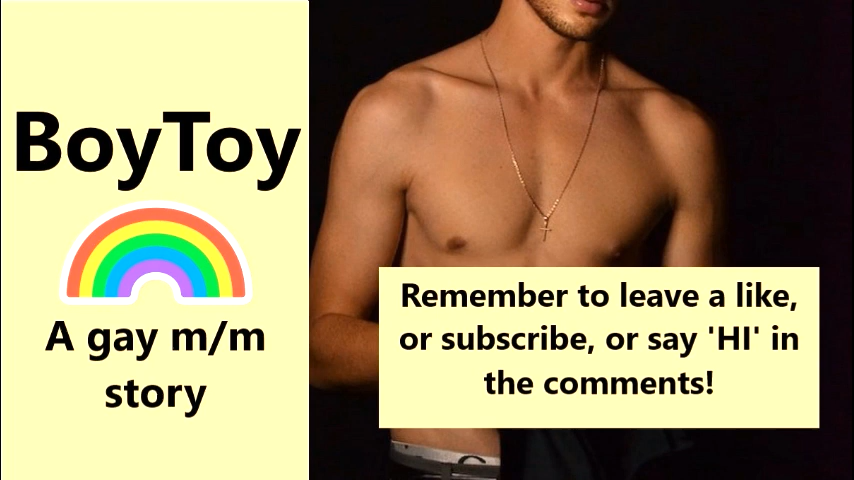 BoyToy
A gay m/m
story
Remember to leave a like,
or subscribe, or say 'HI' in
the comments!